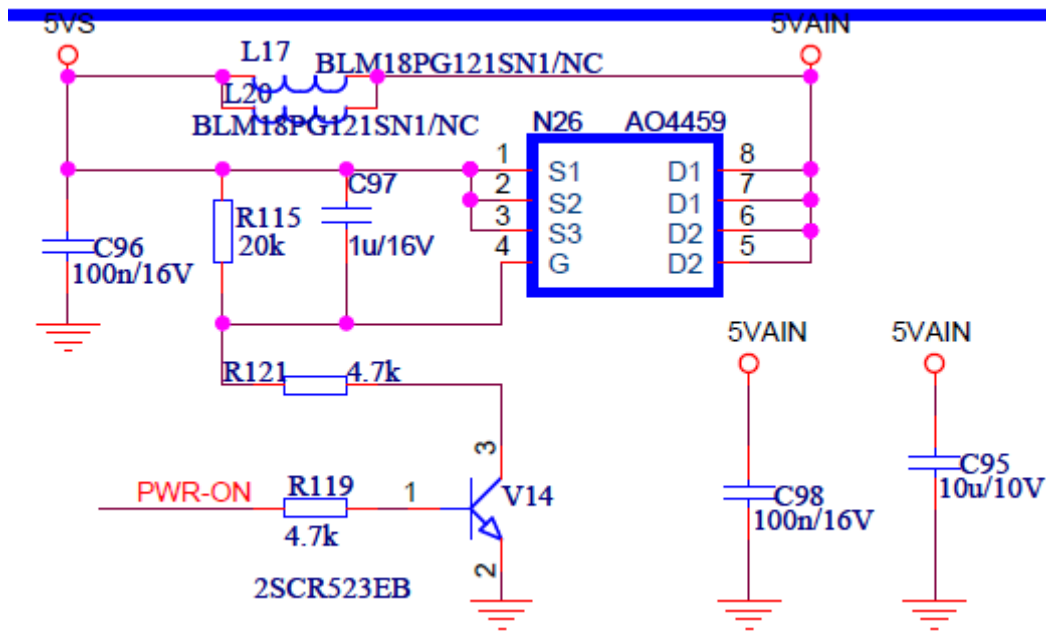 5VS
5VAIN
L17
BLM18PG121SN1/NC
L20
BLM18PG121SN1/NC
N26 AO4459
1 S1 D1 8
2 S2 D1 7
3 S3 D2 6
4 G D2 5
C97
1u/16V
R115
20k
C96
100n/16V
R121 4.7k
5VAIN
5VAIN
3
PWR-ON
R119
1
V14
4.7k
2
2SCR523EB
C98
100n/16V
C95
10u/10V